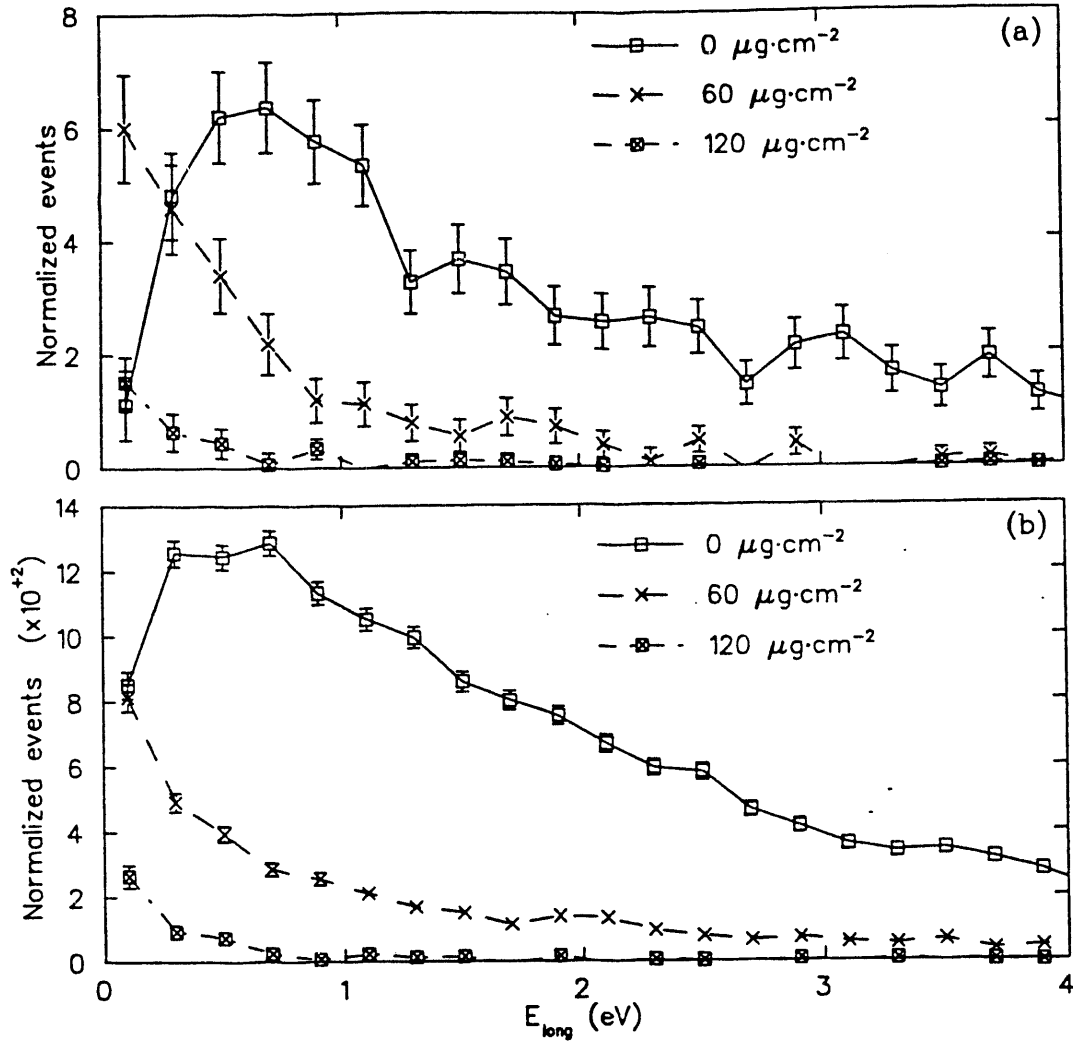 8
6
4
2
0
Normalized events
(a)
0 μg·cm⁻²
60 μg·cm⁻²
120 μg·cm⁻²
14
12
10
8
6
4
2
0
Normalized events (×10⁺²)
(b)
0 μg·cm⁻²
60 μg·cm⁻²
120 μg·cm⁻²
0 1 2 3 4
E_long (eV)